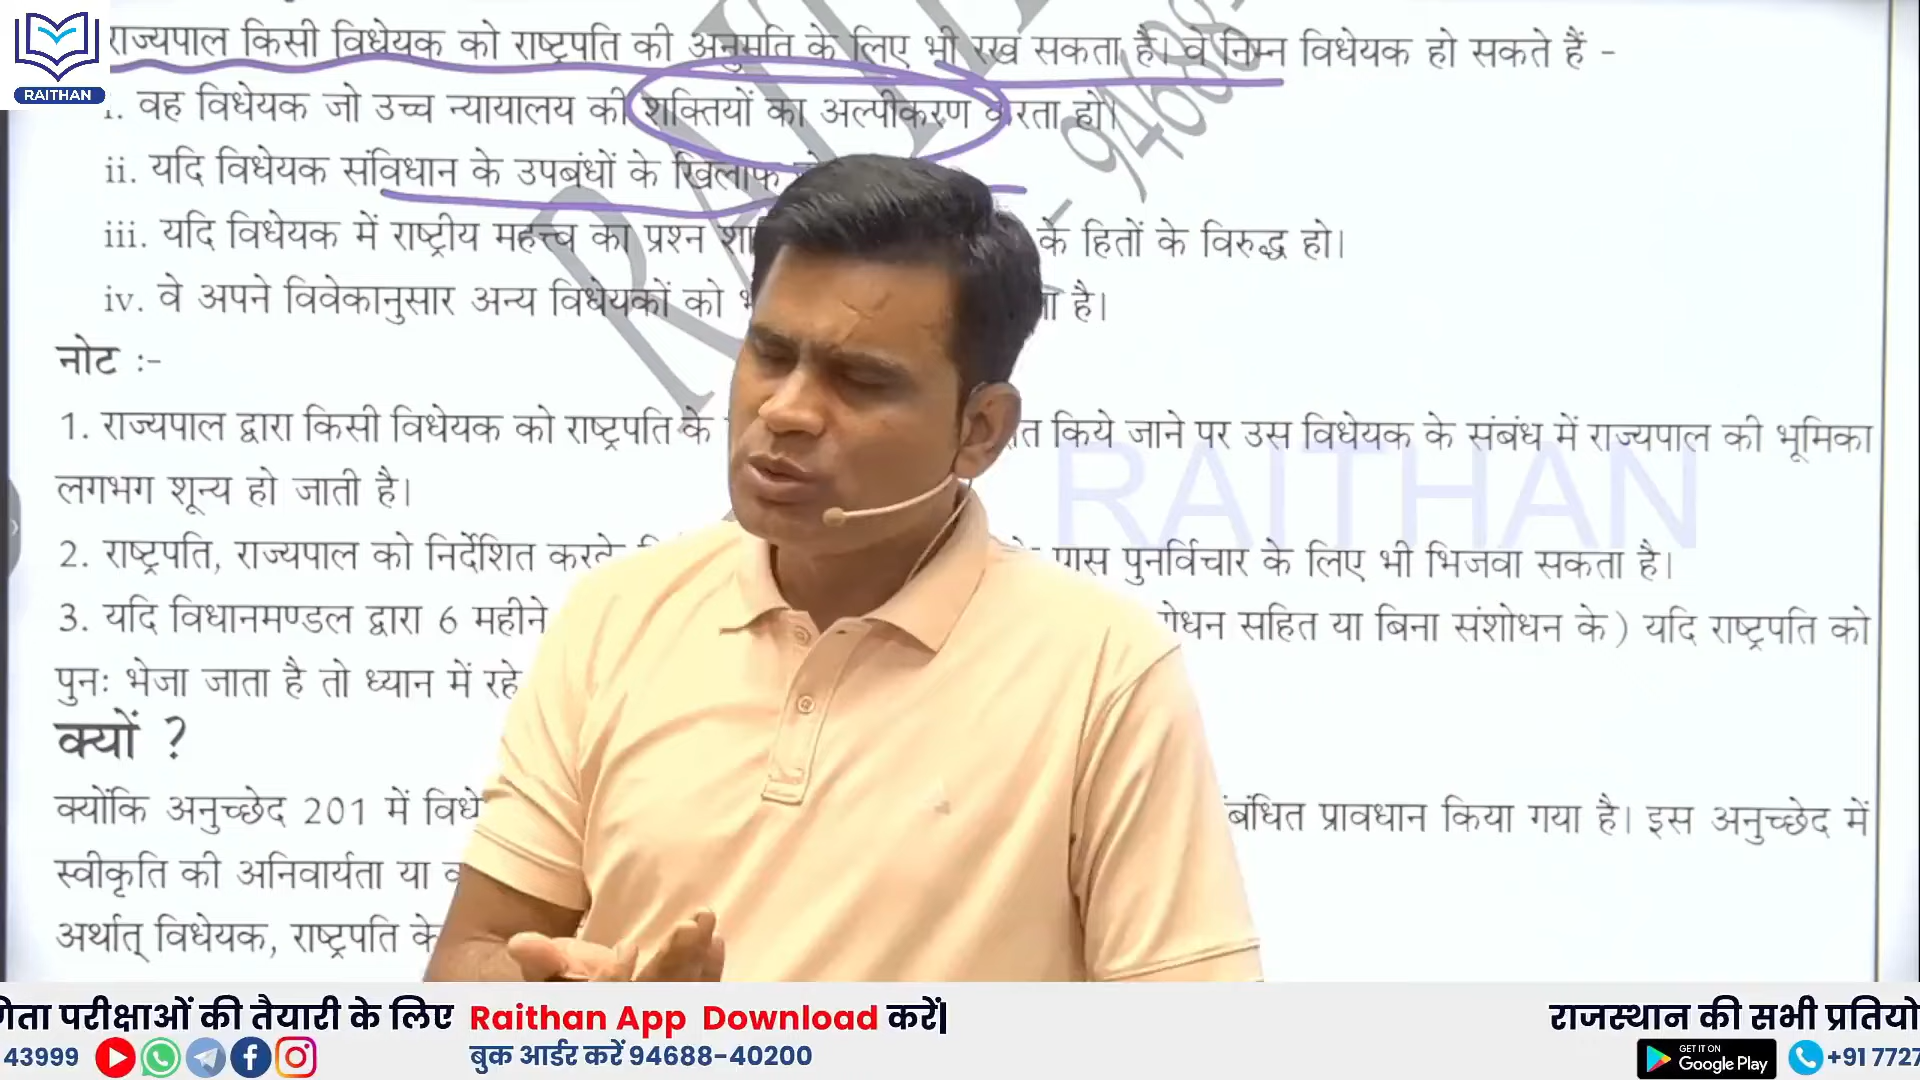 RAITHAN
राज्यपाल किसी विधेयक को राष्ट्रपति की अनुमति के लिए भी रख सकता है। वे निम्न विधेयक हो सकते हैं -
i. वह विधेयक जो उच्च न्यायालय की शक्तियों का अल्पीकरण करता हो।
ii. यदि विधेयक संविधान के उपबंधों के खिलाफ
iii. यदि विधेयक में राष्ट्रीय महत्त्व का प्रश्न के हितों के विरुद्ध हो।
iv. वे अपने विवेकानुसार अन्य विधेयकों को है।
नोट :-
1. राज्यपाल द्वारा किसी विधेयक को राष्ट्रपति के किये जाने पर उस विधेयक के संबंध में राज्यपाल की भूमिका
लगभग शून्य हो जाती है।
RAITHAN
2. राष्ट्रपति, राज्यपाल को निर्देशित करते पास पुनर्विचार के लिए भी भिजवा सकता है।
3. यदि विधानमण्डल द्वारा 6 महीने सहित या बिना संशोधन के) यदि राष्ट्रपति को
पुनः भेजा जाता है तो ध्यान में रहे
क्यों ?
क्योंकि अनुच्छेद 201 में प्रावधान किया गया है। इस अनुच्छेद में
स्वीकृति की अनिवार्यता या
अर्थात् विधेयक, राष्ट्रपति के
परीक्षाओं की तैयारी के लिए Raithan App Download करें|
राजस्थान की सभी
43999
बुक आर्डर करें 94688-40200
GET IT ON
Google Play
+91 7727